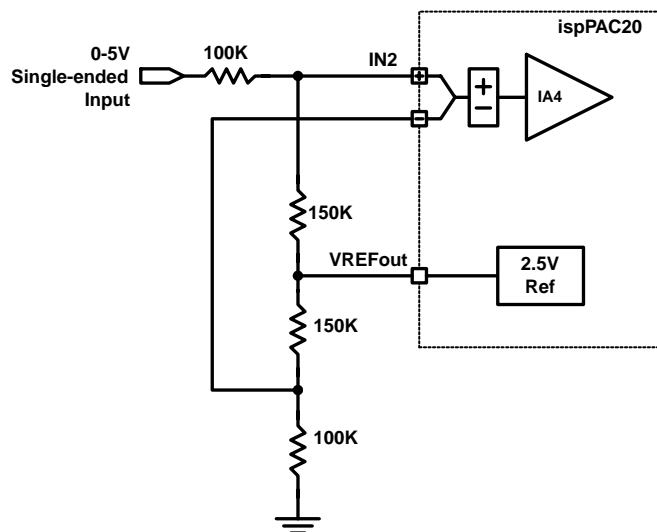 ispPAC20
0-5V
Single-ended
Input
100K
IN2
+
-
+
-
IA4
150K
VREFout
2.5V
Ref
150K
100K